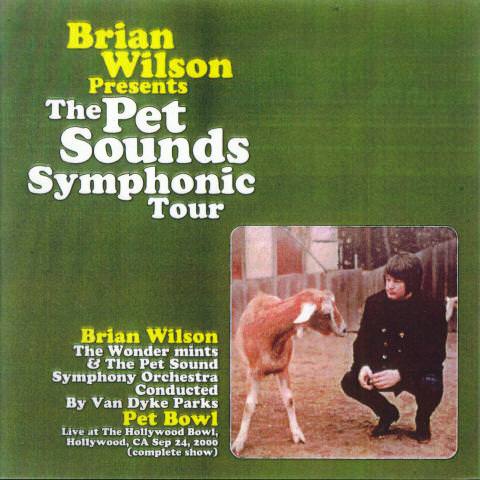 Brian
Wilson
Presents
The Pet
Sounds
Symphonic
Tour
Brian Wilson
The Wonder mints
& The Pet Sound
Symphony Orchestra
Conducted
By Van Dyke Parks
Pet Bowl
Live at The Hollywood Bowl,
Hollywood, CA Sep 24, 2000
(complete show)